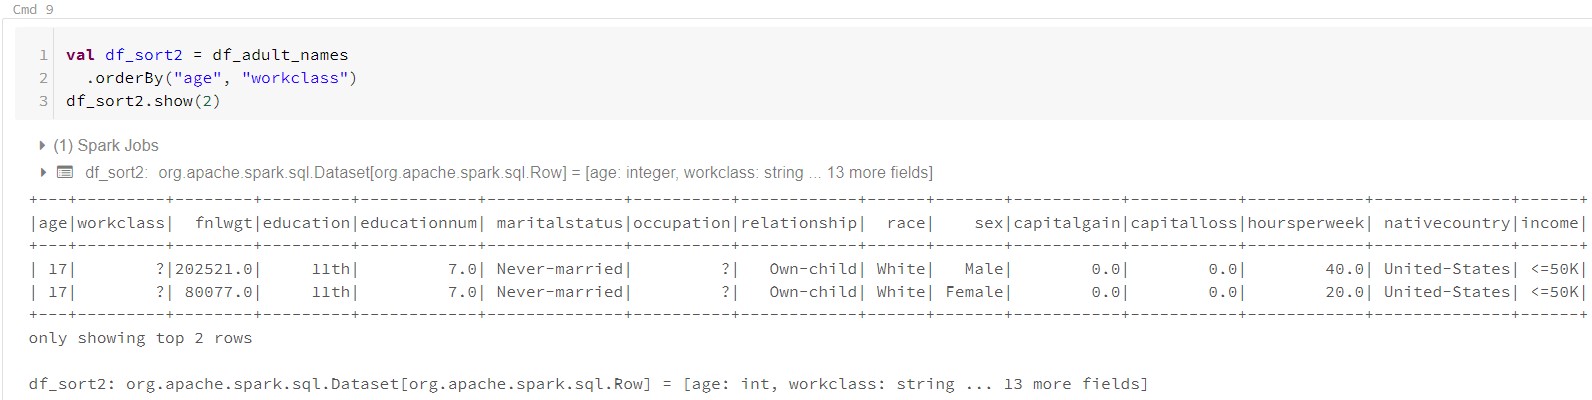 Cmd 9
1 val df_sort2 = df_adult_names
2   .orderBy("age", "workclass")
3 df_sort2.show(2)
(1) Spark Jobs
df_sort2: org.apache.spark.sql.Dataset[org.apache.spark.sql.Row] = [age: integer, workclass: string ... 13 more fields]
+---+---------+--------+---------+------------+--------------+----------+------------+------+-------+-----------+-----------+------------+--------------+------+
|age|workclass|  fnlwgt|education|educationnum| maritalstatus|occupation|relationship|  race|    sex|capitalgain|capitalloss|hoursperweek| nativecountry|income|
+---+---------+--------+---------+------------+--------------+----------+------------+------+-------+-----------+-----------+------------+--------------+------+
| 17|        ?|202521.0|     11th|         7.0| Never-married|         ?|   Own-child| White|   Male|        0.0|        0.0|        40.0| United-States| <=50K|
| 17|        ?| 80077.0|     11th|         7.0| Never-married|         ?|   Own-child| White| Female|        0.0|        0.0|        20.0| United-States| <=50K|
+---+---------+--------+---------+------------+--------------+----------+------------+------+-------+-----------+-----------+------------+--------------+------+
only showing top 2 rows
df_sort2: org.apache.spark.sql.Dataset[org.apache.spark.sql.Row] = [age: int, workclass: string ... 13 more fields]